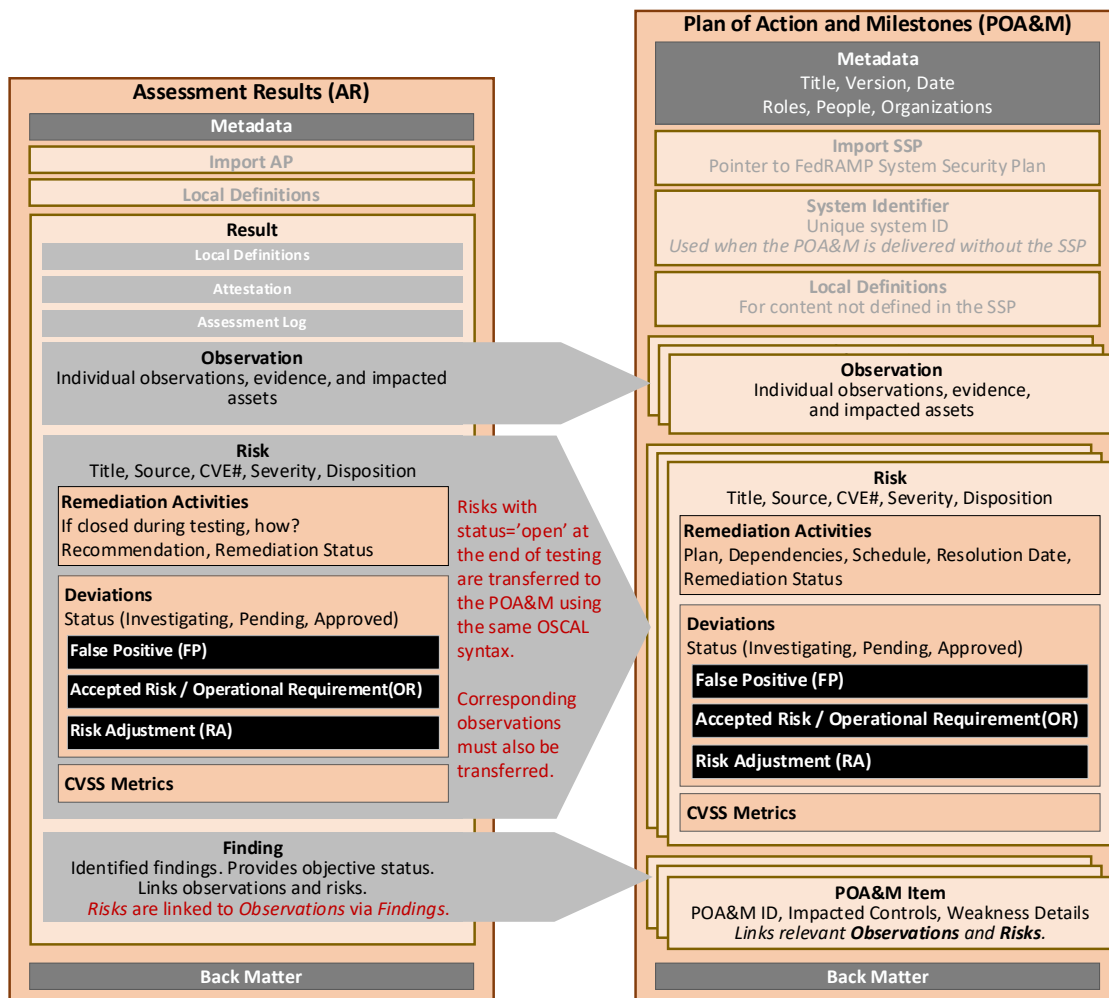 Assessment Results (AR)
Metadata
Import AP
Local Definitions
Result
Local Definitions
Attestation
Assessment Log
Observation
Individual observations, evidence, and impacted
assets
Risk
Title, Source, CVE#, Severity, Disposition
Remediation Activities
If closed during testing, how?
Recommendation, Remediation Status
Deviations
Status (Investigating, Pending, Approved)
False Positive (FP)
Accepted Risk / Operational Requirement(OR)
Risk Adjustment (RA)
CVSS Metrics
Risks with
status=’open’ at
the end of testing
are transferred to
the POA&M using
the same OSCAL
syntax.
Corresponding
observations
must also be
transferred.
Finding
Identified findings. Provides objective status.
Links observations and risks.
Risks are linked to Observations via Findings.
Back Matter
Plan of Action and Milestones (POA&M)
Metadata
Title, Version, Date
Roles, People, Organizations
Import SSP
Pointer to FedRAMP System Security Plan
System Identifier
Unique system ID
Used when the POA&M is delivered without the SSP
Local Definitions
For content not defined in the SSP
Observation
Individual observations, evidence,
and impacted assets
Risk
Title, Source, CVE#, Severity, Disposition
Remediation Activities
Plan, Dependencies, Schedule, Resolution Date,
Remediation Status
Deviations
Status (Investigating, Pending, Approved)
False Positive (FP)
Accepted Risk / Operational Requirement(OR)
Risk Adjustment (RA)
CVSS Metrics
POA&M Item
POA&M ID, Impacted Controls, Weakness Details
Links relevant Observations and Risks.
Back Matter